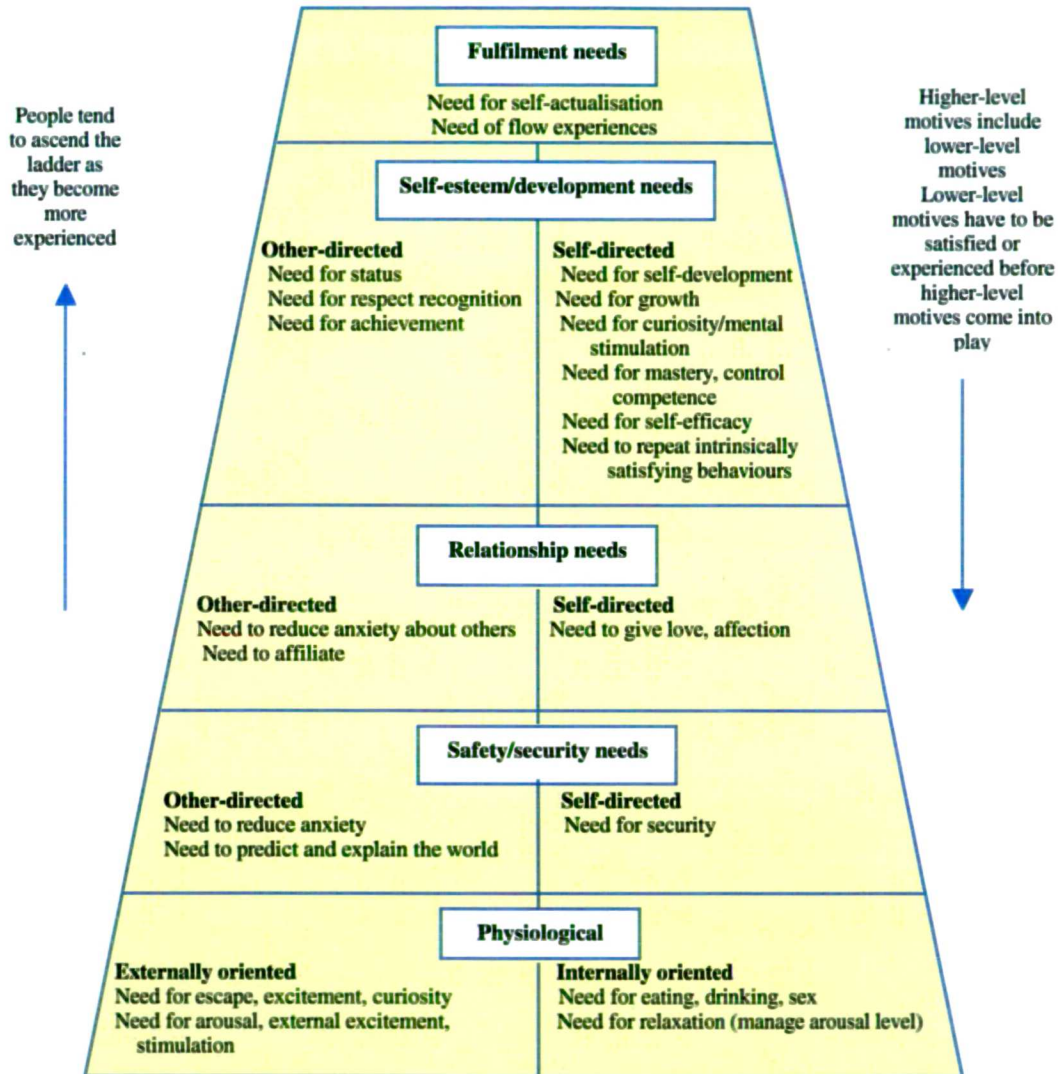 Fulfilment needs
Need for self-actualisation
Need of flow experiences
People tend
to ascend the
ladder as
they become
more
experienced
Higher-level
motives include
lower-level
motives
Lower-level
motives have to be
satisfied or
experienced before
higher-level
motives come into
play
Self-esteem/development needs
Other-directed
Need for status
Need for respect recognition
Need for achievement
Self-directed
Need for self-development
Need for growth
Need for curiosity/mental
stimulation
Need for mastery, control
competence
Need for self-efficacy
Need to repeat intrinsically
satisfying behaviours
Relationship needs
Other-directed
Need to reduce anxiety about others
Need to affiliate
Self-directed
Need to give love, affection
Safety/security needs
Other-directed
Need to reduce anxiety
Need to predict and explain the world
Self-directed
Need for security
Physiological
Externally oriented
Need for escape, excitement, curiosity
Need for arousal, external excitement,
stimulation
Internally oriented
Need for eating, drinking, sex
Need for relaxation (manage arousal level)